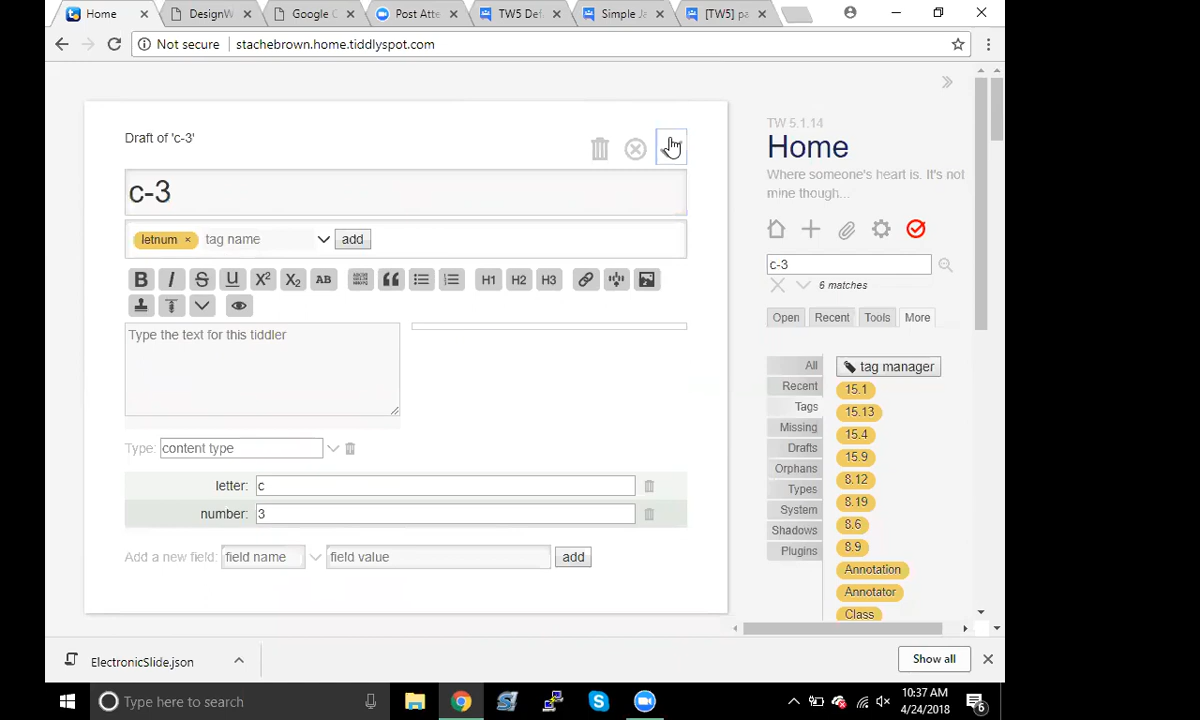 Home
DesignW
Google C
Post Atte
TW5 Def
Simple Ja
[TW5] pa
Not secure
stachebrown.home.tiddlyspot.com
Draft of 'c-3'
c-3
letnum ×
tag name
add
B I S U X² X₂ AB
H1 H2 H3
Type the text for this tiddler
Type: content type
letter: c
number: 3
Add a new field: field name field value add
TW 5.1.14
Home
Where someone's heart is. It's not
mine though...
c-3
6 matches
Open Recent Tools More
All
Recent
Tags
Missing
Drafts
Orphans
Types
System
Shadows
Plugins
tag manager
15.1
15.13
15.4
15.9
8.12
8.19
8.6
8.9
Annotation
Annotator
Class
ElectronicSlide.json
Show all
Type here to search
10:37 AM
4/24/2018
6